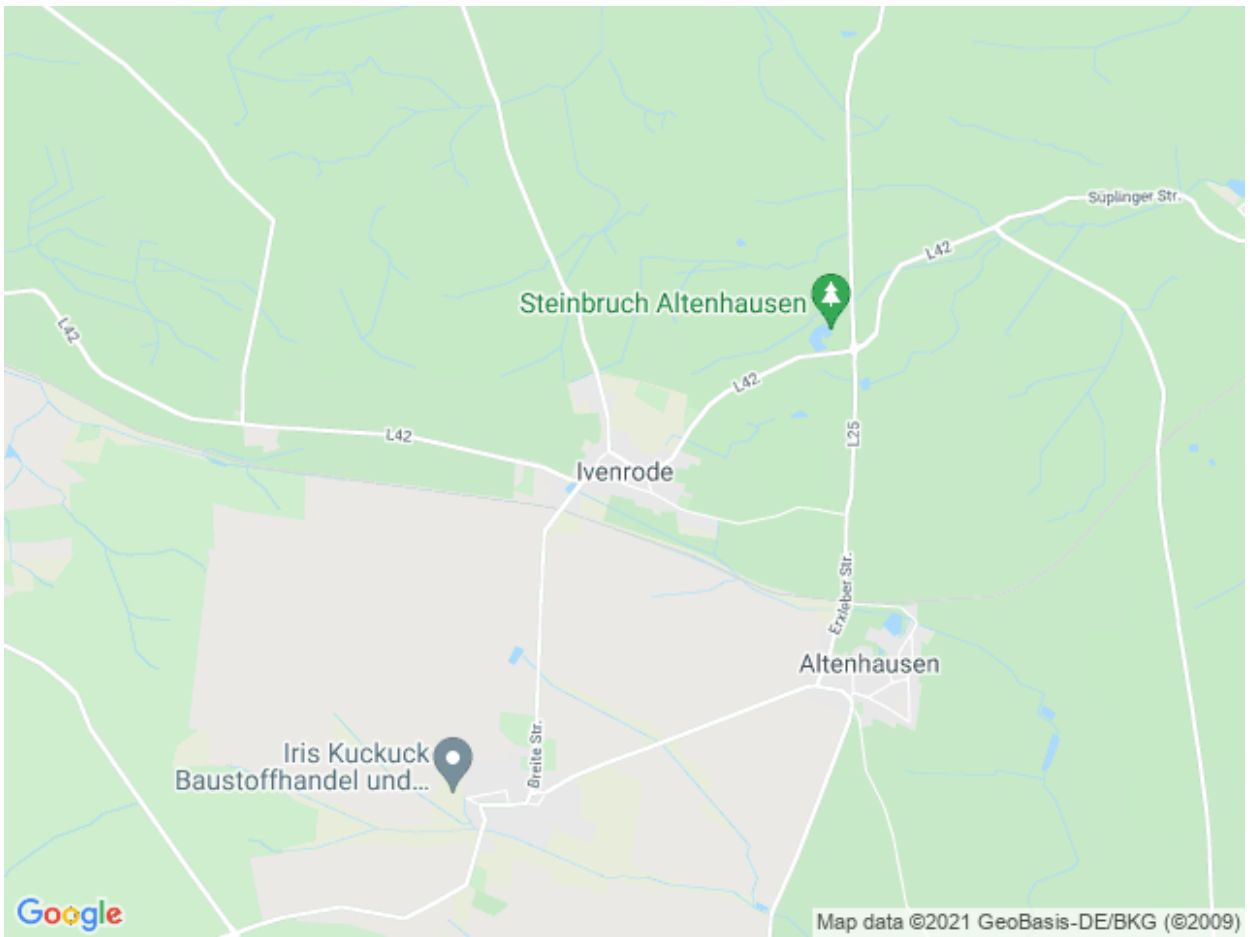 Süplinger Str.
L42
Steinbruch Altenhausen
L42
L42
L25
L42
Ivenrode
Erxleber Str.
Altenhausen
Breite Str.
Iris Kuckuck
Baustoffhandel und...
Google
Map data ©2021 GeoBasis-DE/BKG (©2009)